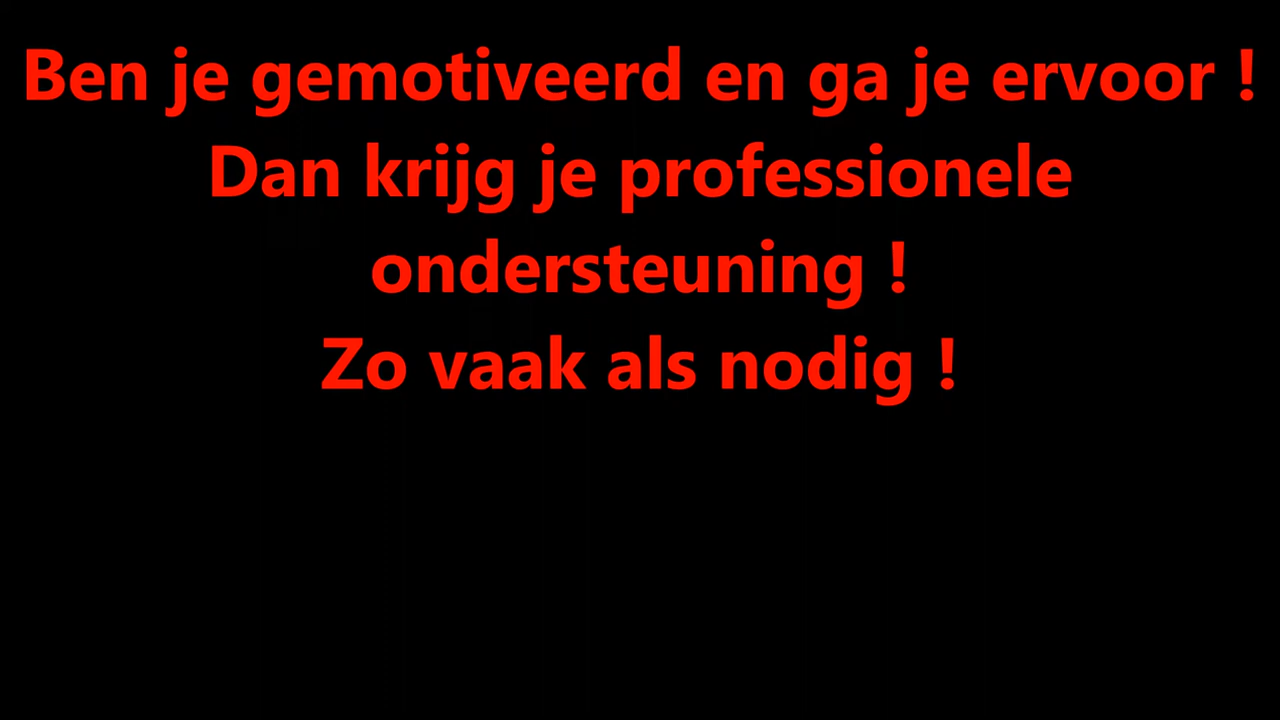 Ben je gemotiveerd en ga je ervoor !
Dan krijg je professionele
ondersteuning !
Zo vaak als nodig !